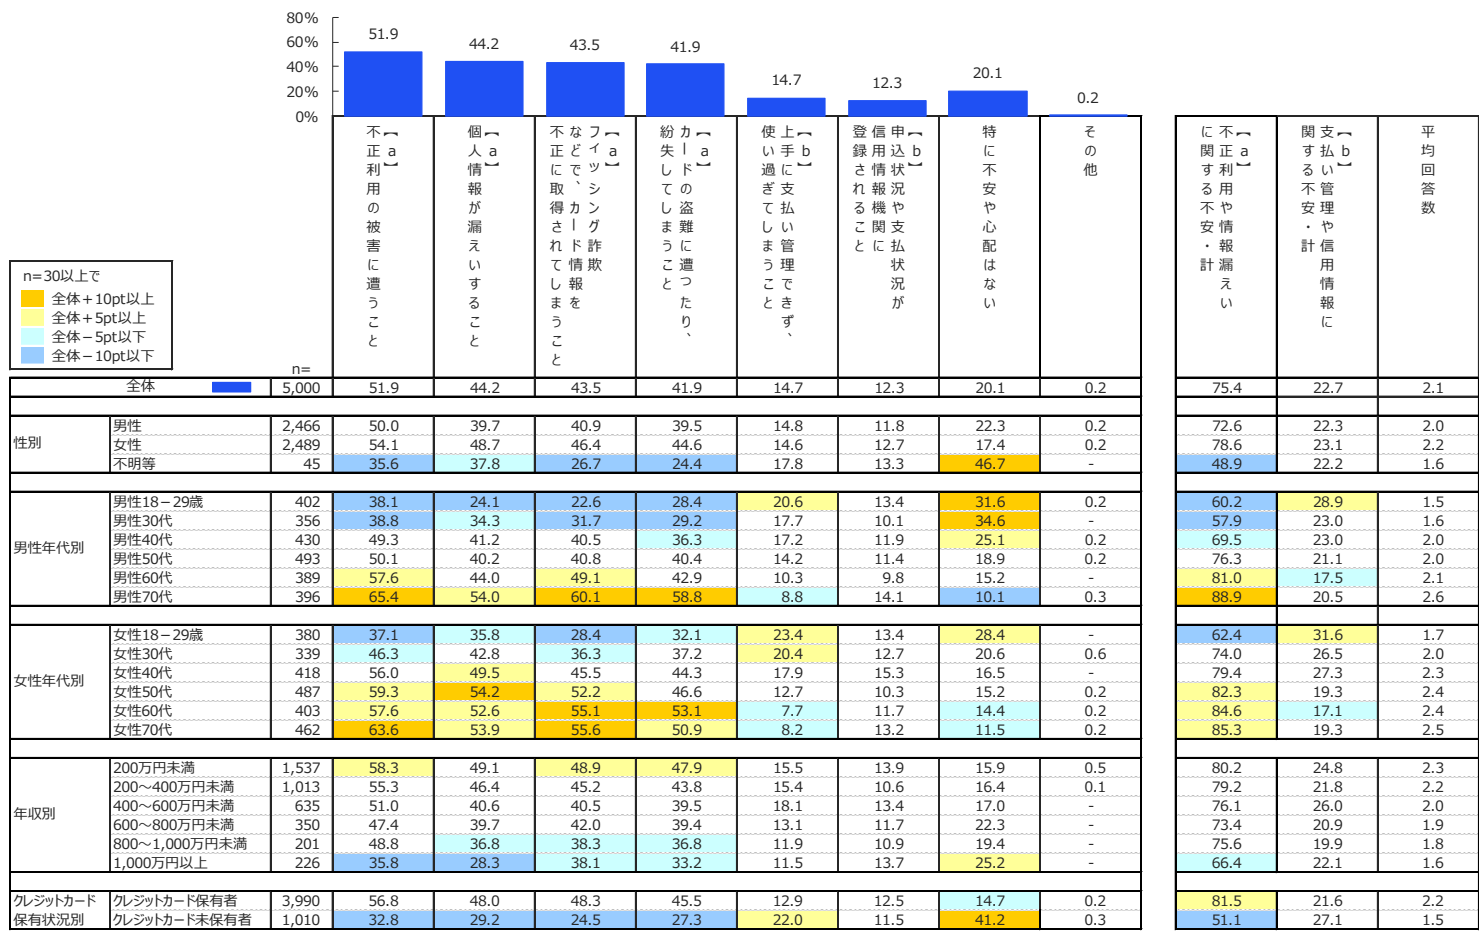 80%
60%
40%
20%
0%
51.9 44.2 43.5 41.9 14.7 12.3 20.1 0.2
【a】不正利用の被害に遭うこと
【a】個人情報が漏えいすること
【a】フィッシング詐欺などで、カード情報を不正に取得されてしまうこと
【a】カードの盗難に遭つたり、紛失してしまうこと
【b】上手に支払い管理できず、使い過ぎてしまうこと
【b】申込状況や支払状況が信用情報機関に登録されること
特に不安や心配はない
その他
【a】不正利用や情報漏えいに関する不安・計
【b】支払い管理や信用情報に関する不安・計
平均回答数
n=30以上で
全体+10pt以上
全体+5pt以上
全体-5pt以下
全体-10pt以下
n=
全体 5,000 51.9 44.2 43.5 41.9 14.7 12.3 20.1 0.2 75.4 22.7 2.1
性別
男性 2,466 50.0 39.7 40.9 39.5 14.8 11.8 22.3 0.2 72.6 22.3 2.0
女性 2,489 54.1 48.7 46.4 44.6 14.6 12.7 17.4 0.2 78.6 23.1 2.2
不明等 45 35.6 37.8 26.7 24.4 17.8 13.3 46.7 - 48.9 22.2 1.6
男性年代別
男性18-29歳 402 38.1 24.1 22.6 28.4 20.6 13.4 31.6 0.2 60.2 28.9 1.5
男性30代 356 38.8 34.3 31.7 29.2 17.7 10.1 34.6 - 57.9 23.0 1.6
男性40代 430 49.3 41.2 40.5 36.3 17.2 11.9 25.1 0.2 69.5 23.0 2.0
男性50代 493 50.1 40.2 40.8 40.4 14.2 11.4 18.9 0.2 76.3 21.1 2.0
男性60代 389 57.6 44.0 49.1 42.9 10.3 9.8 15.2 - 81.0 17.5 2.1
男性70代 396 65.4 54.0 60.1 58.8 8.8 14.1 10.1 0.3 88.9 20.5 2.6
女性年代別
女性18-29歳 380 37.1 35.8 28.4 32.1 23.4 13.4 28.4 - 62.4 31.6 1.7
女性30代 339 46.3 42.8 36.3 37.2 20.4 12.7 20.6 0.6 74.0 26.5 2.0
女性40代 418 56.0 49.5 45.5 44.3 17.9 15.3 16.5 - 79.4 27.3 2.3
女性50代 487 59.3 54.2 52.2 46.6 12.7 10.3 15.2 0.2 82.3 19.3 2.4
女性60代 403 57.6 52.6 55.1 53.1 7.7 11.7 14.4 0.2 84.6 17.1 2.4
女性70代 462 63.6 53.9 55.6 50.9 8.2 13.2 11.5 0.2 85.3 19.3 2.5
年収別
200万円未満 1,537 58.3 49.1 48.9 47.9 15.5 13.9 15.9 0.5 80.2 24.8 2.3
200〜400万円未満 1,013 55.3 46.4 45.2 43.8 15.4 10.6 16.4 0.1 79.2 21.8 2.2
400〜600万円未満 635 51.0 40.6 40.5 39.5 18.1 13.4 17.0 - 76.1 26.0 2.0
600〜800万円未満 350 47.4 39.7 42.0 39.4 13.1 11.7 22.3 - 73.4 20.9 1.9
800〜1,000万円未満 201 48.8 36.8 38.3 36.8 11.9 10.9 19.4 - 75.6 19.9 1.8
1,000万円以上 226 35.8 28.3 38.1 33.2 11.5 13.7 25.2 - 66.4 22.1 1.6
クレジットカード
保有状況別
クレジットカード保有者 3,990 56.8 48.0 48.3 45.5 12.9 12.5 14.7 0.2 81.5 21.6 2.2
クレジットカード未保有者 1,010 32.8 29.2 24.5 27.3 22.0 11.5 41.2 0.3 51.1 27.1 1.5